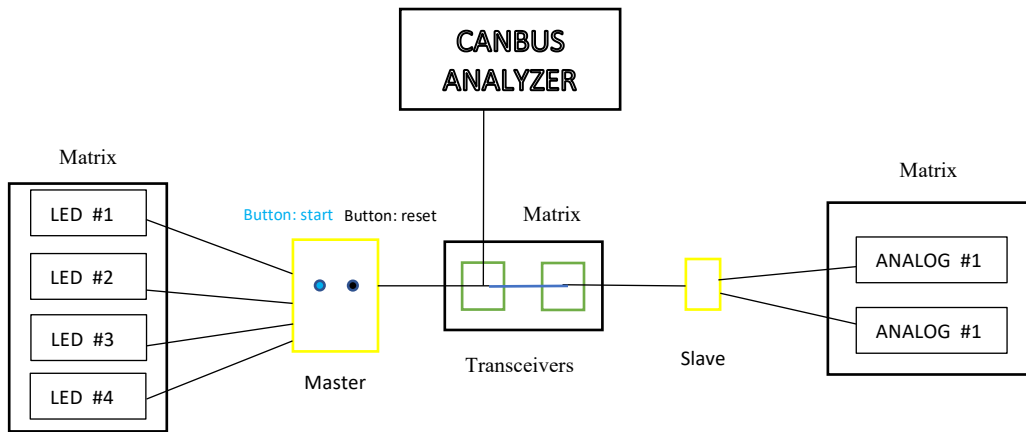 CANBUS
ANALYZER
Matrix
LED #1
LED #2
LED #3
LED #4
Button: start
Button: reset
Master
Matrix
Transceivers
Slave
Matrix
ANALOG #1
ANALOG #1